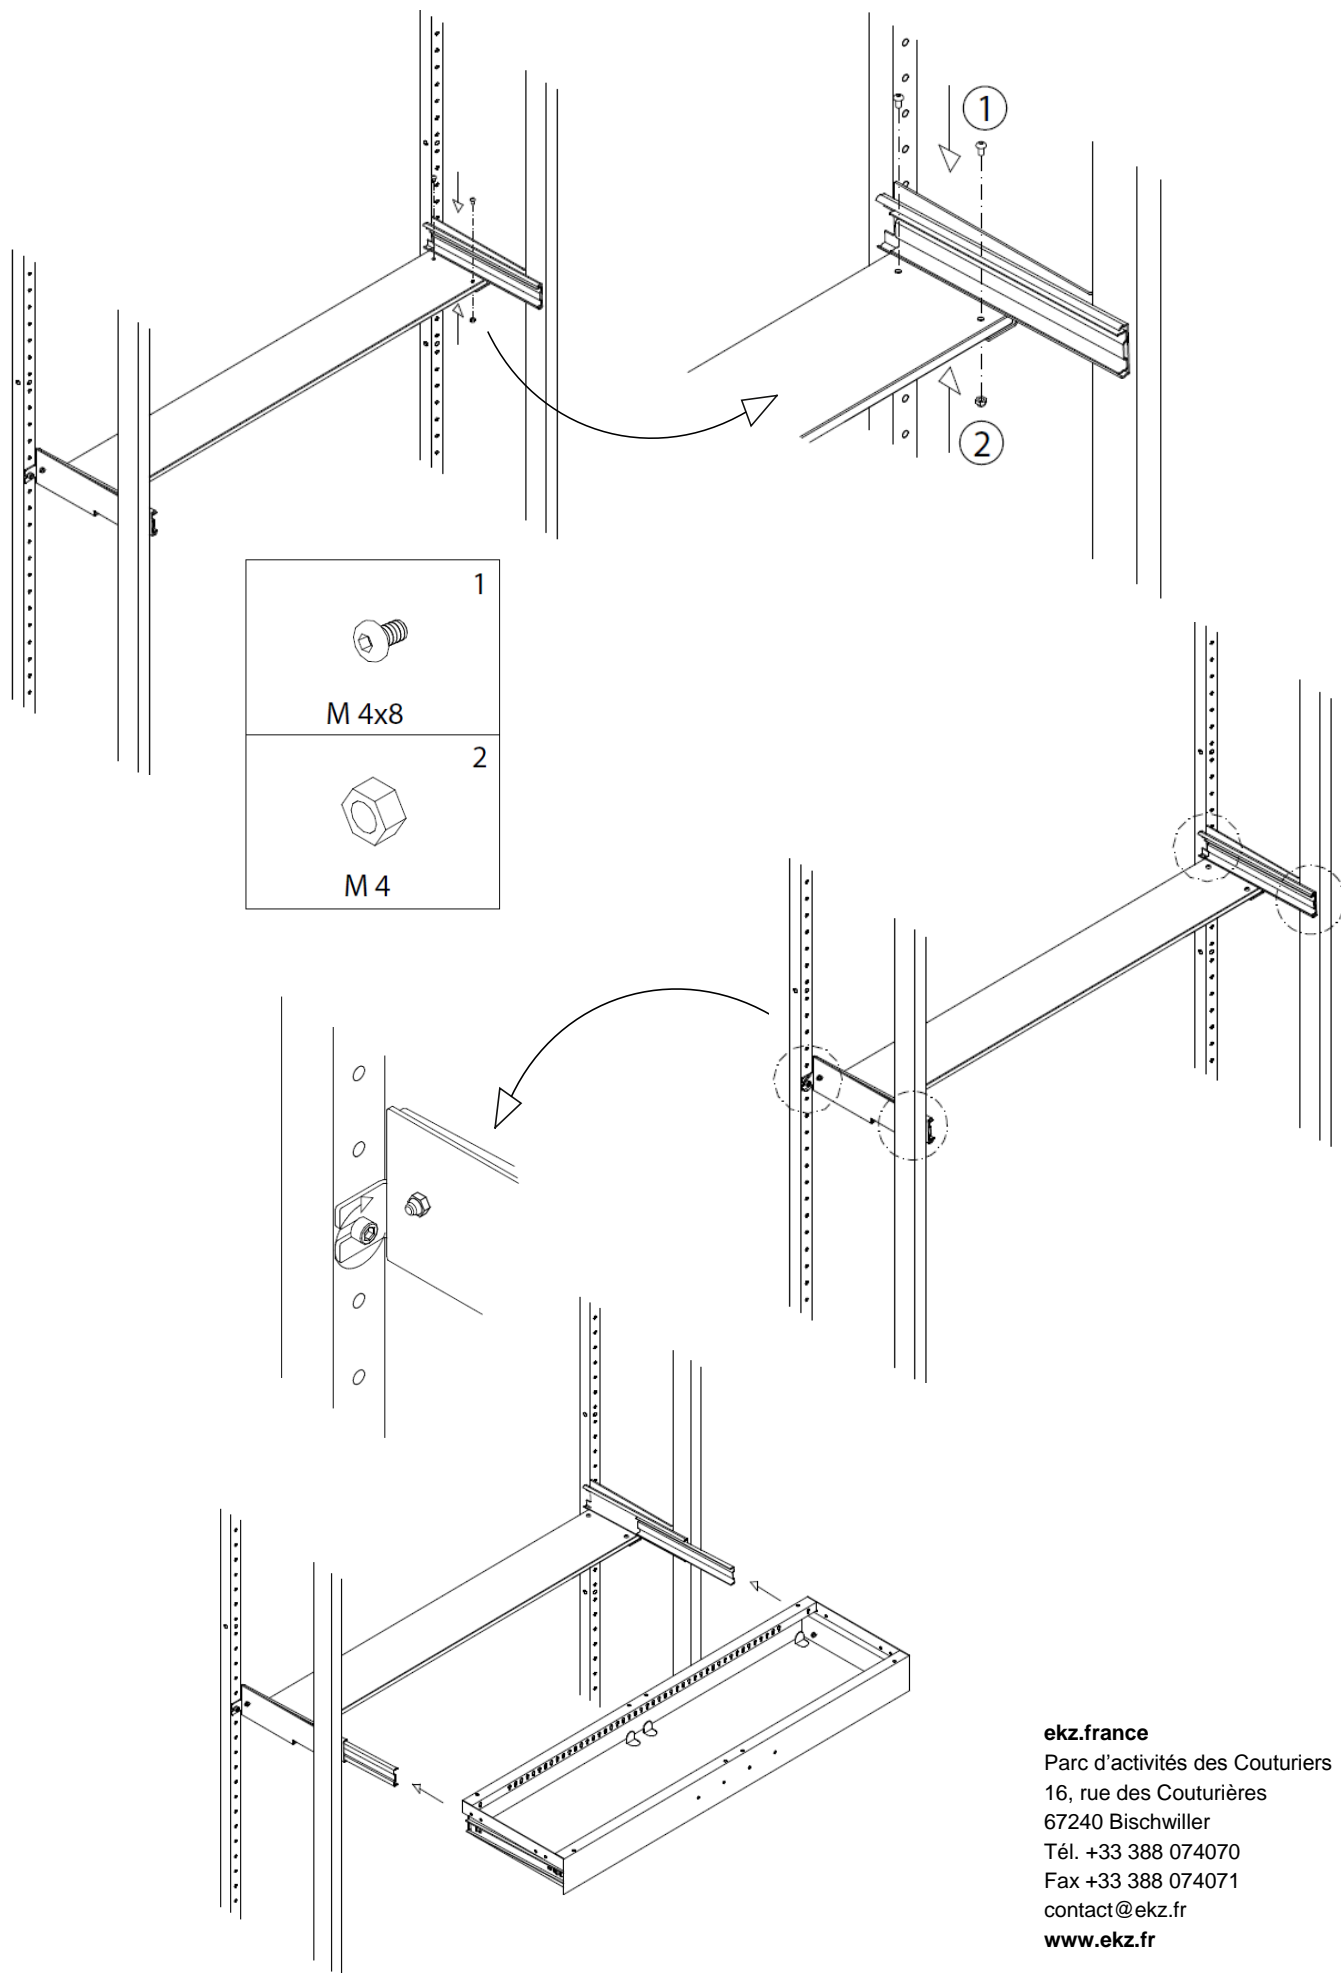 1
2
1
M 4x8
2
M 4
ekz.france
Parc d'activités des Couturiers
16, rue des Couturières
67240 Bischwiller
Tél. +33 388 074070
Fax +33 388 074071
contact@ekz.fr
www.ekz.fr